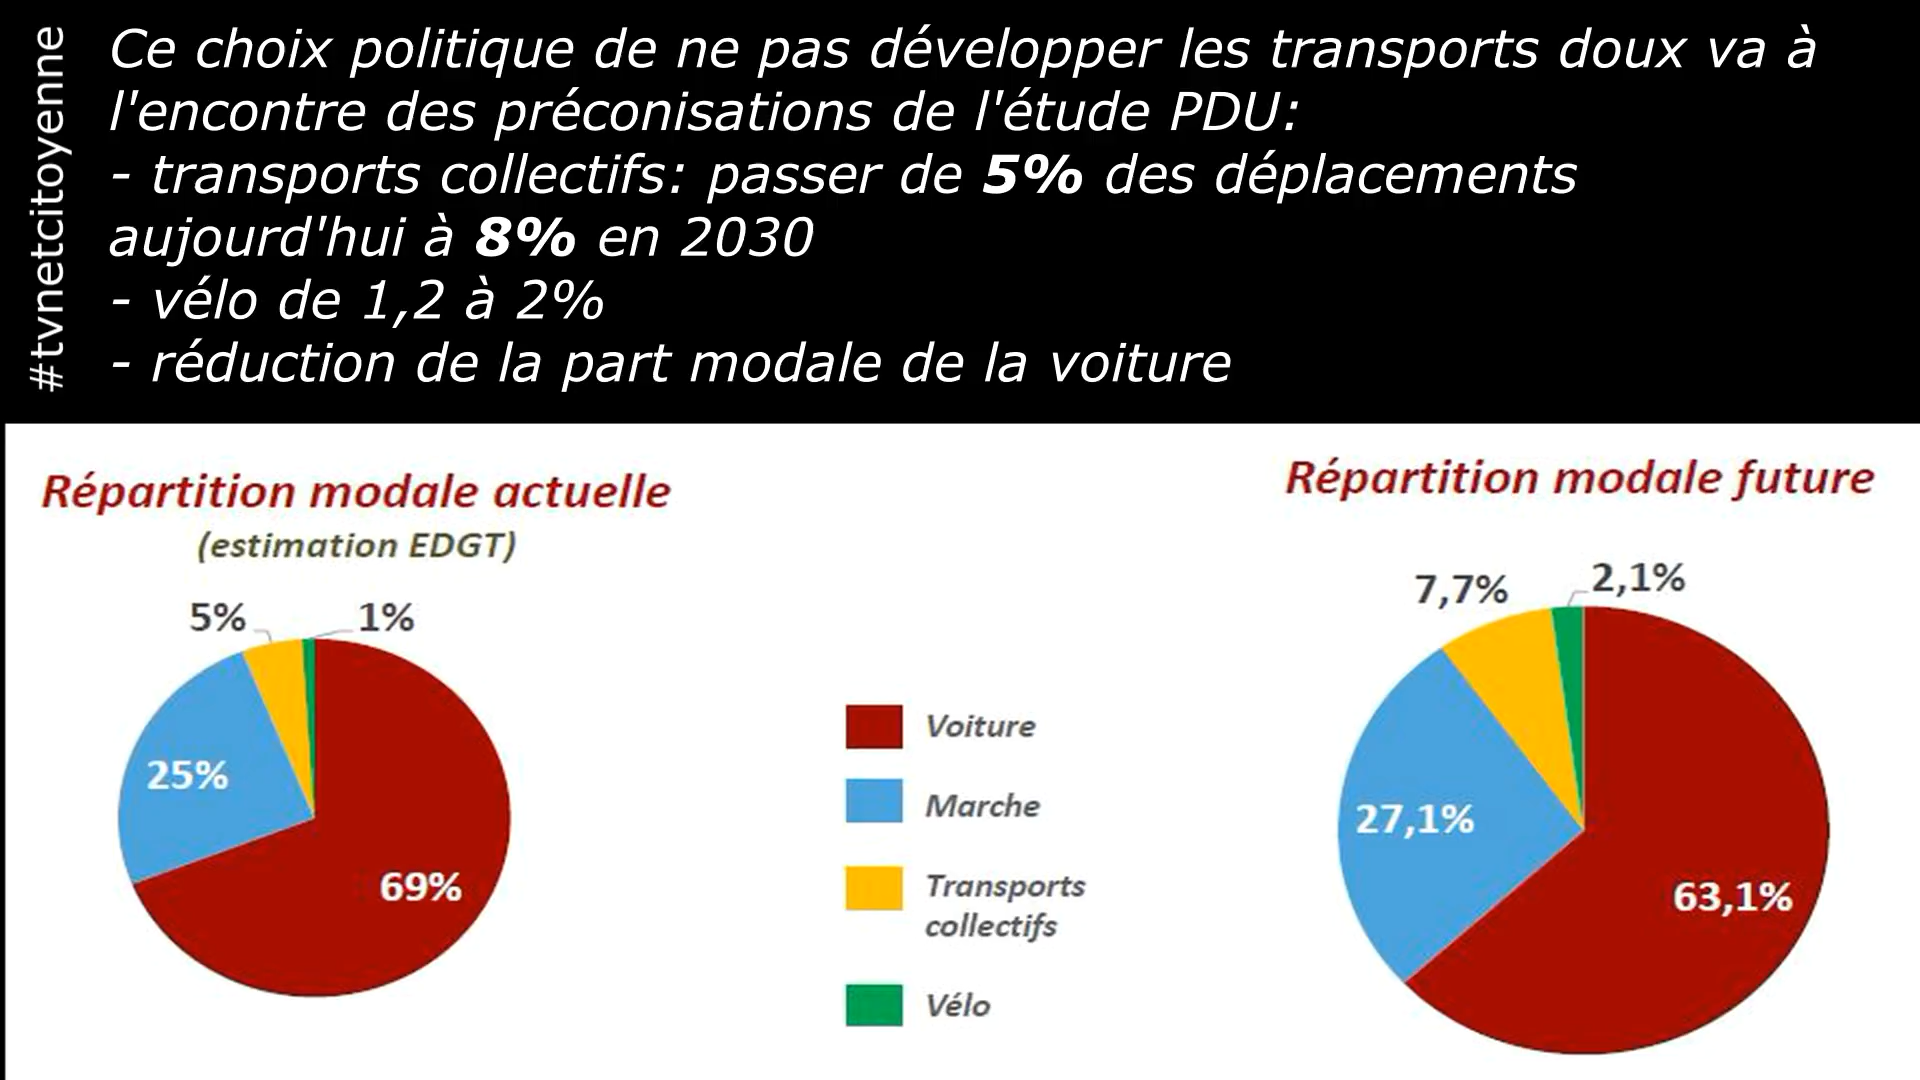 #tvnetcitoyenne
Ce choix politique de ne pas développer les transports doux va à
l'encontre des préconisations de l'étude PDU:
- transports collectifs: passer de 5% des déplacements
aujourd'hui à 8% en 2030
- vélo de 1,2 à 2%
- réduction de la part modale de la voiture
Répartition modale actuelle
(estimation EDGT)
5%
1%
25%
69%
Voiture
Marche
Transports
collectifs
Vélo
Répartition modale future
7,7%
2,1%
27,1%
63,1%